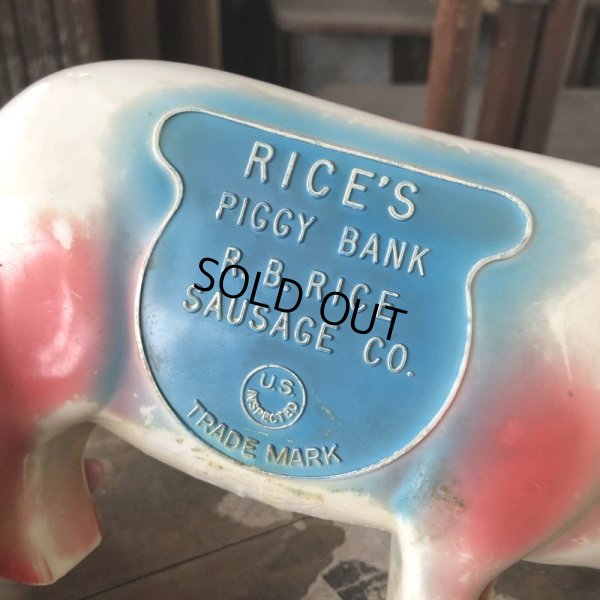 RICE'S
PIGGY BANK
R.B. RICE
SAUSAGE CO.
SOLD OUT
U.S.
INSPECTED
TRADE MARK